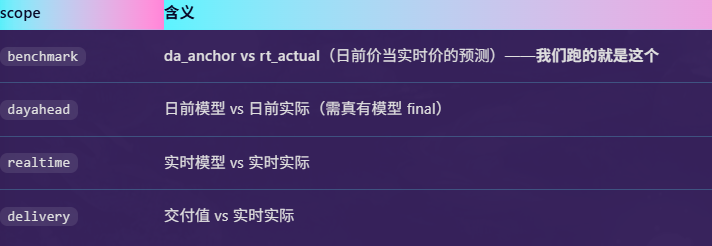 scope 含义
benchmark da_anchor vs rt_actual（日前价当实时价的预测）——我们跑的就是这个
dayahead 日前模型 vs 日前实际（需真有模型 final）
realtime 实时模型 vs 实时实际
delivery 交付值 vs 实时实际